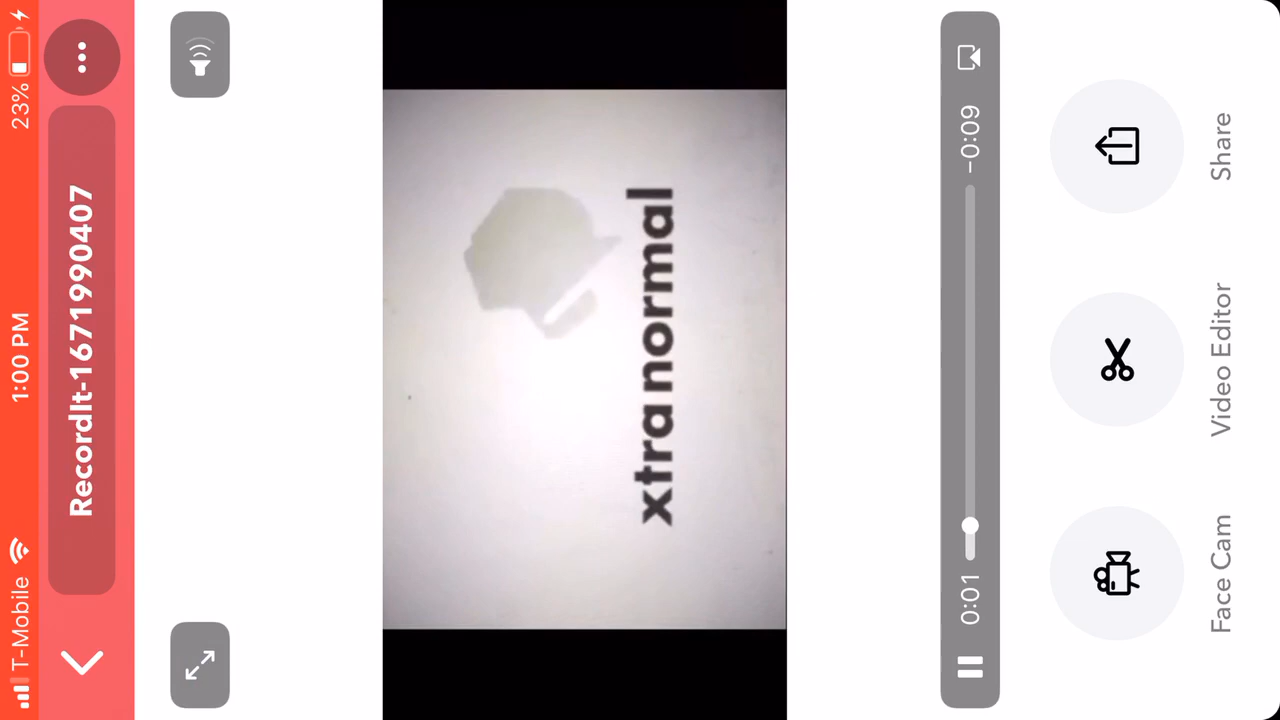 T-Mobile 1:00 PM 23%
RecordIt-1671990407
xtranormal
0:01 -0:09
Face Cam Video Editor Share